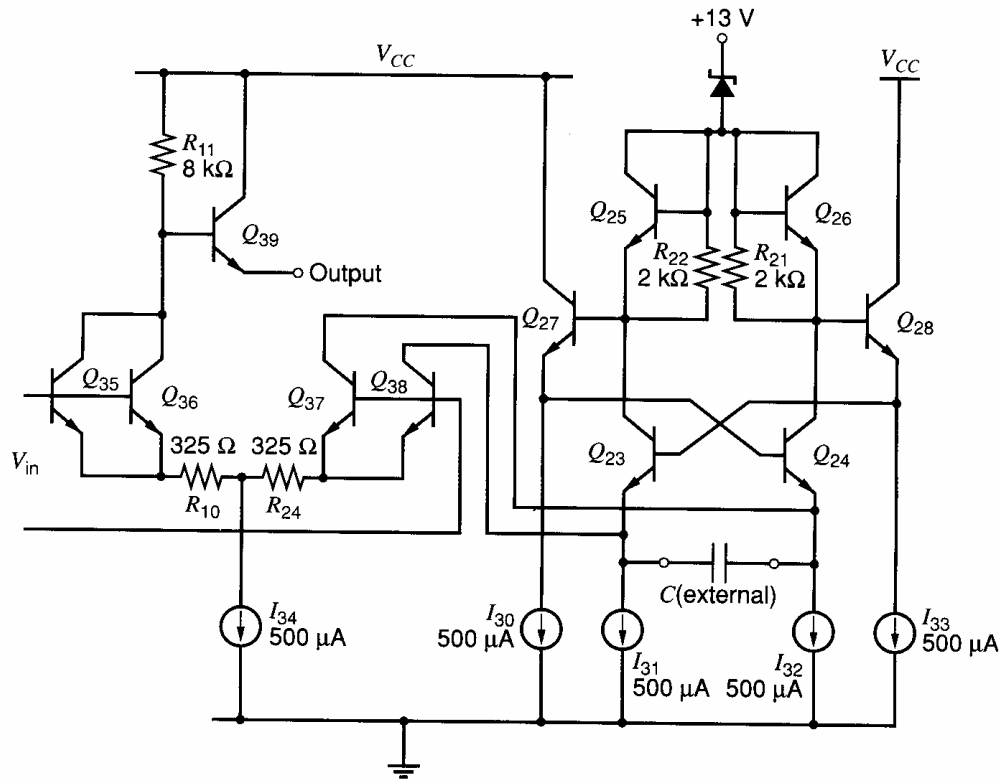 +13 V
V_CC
V_CC
R_11
8 kΩ
Q_39
Output
Q_25
Q_26
R_22
2 kΩ
R_21
2 kΩ
Q_27
Q_28
Q_35
Q_36
Q_37
Q_38
325 Ω
325 Ω
V_in
R_10
R_24
Q_23
Q_24
C(external)
I_34
500 μA
I_30
500 μA
I_31
500 μA
I_32
500 μA
I_33
500 μA